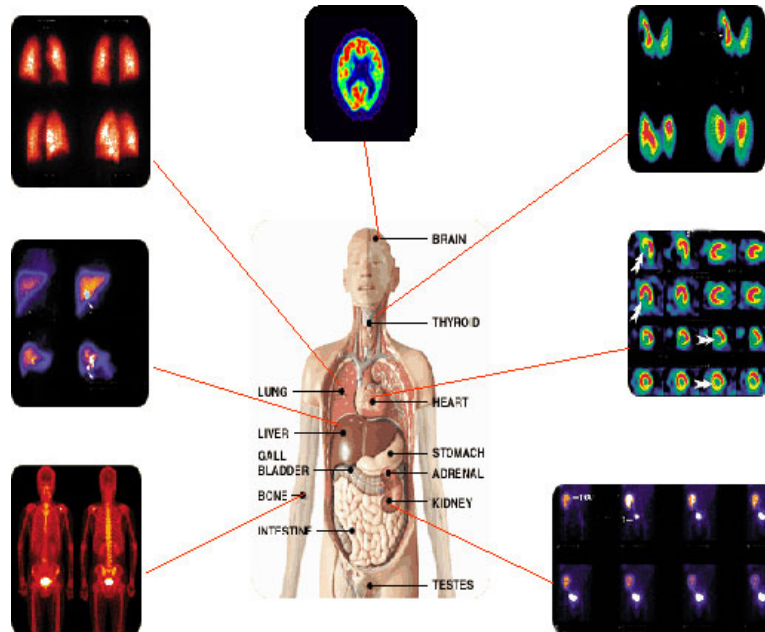 BRAIN
THYROID
LUNG
HEART
LIVER
STOMACH
GALL
BLADDER
ADRENAL
BONE
KIDNEY
INTESTINE
TESTES